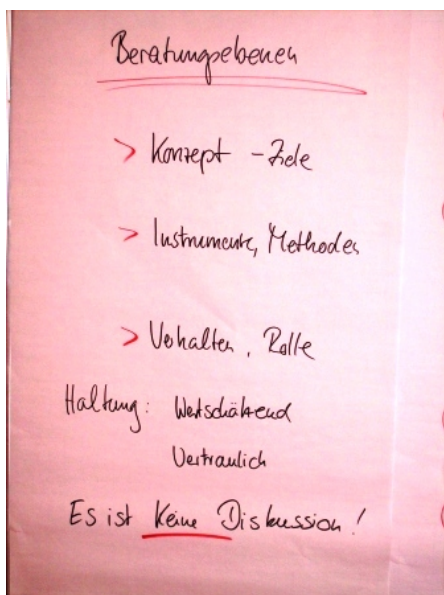 Beratungsebenen
> Konzept - Ziele
> Instrumente, Methoden
> Verhalten, Rolle
Haltung: Wertschätzend
Vertraulich
Es ist Keine Diskussion!